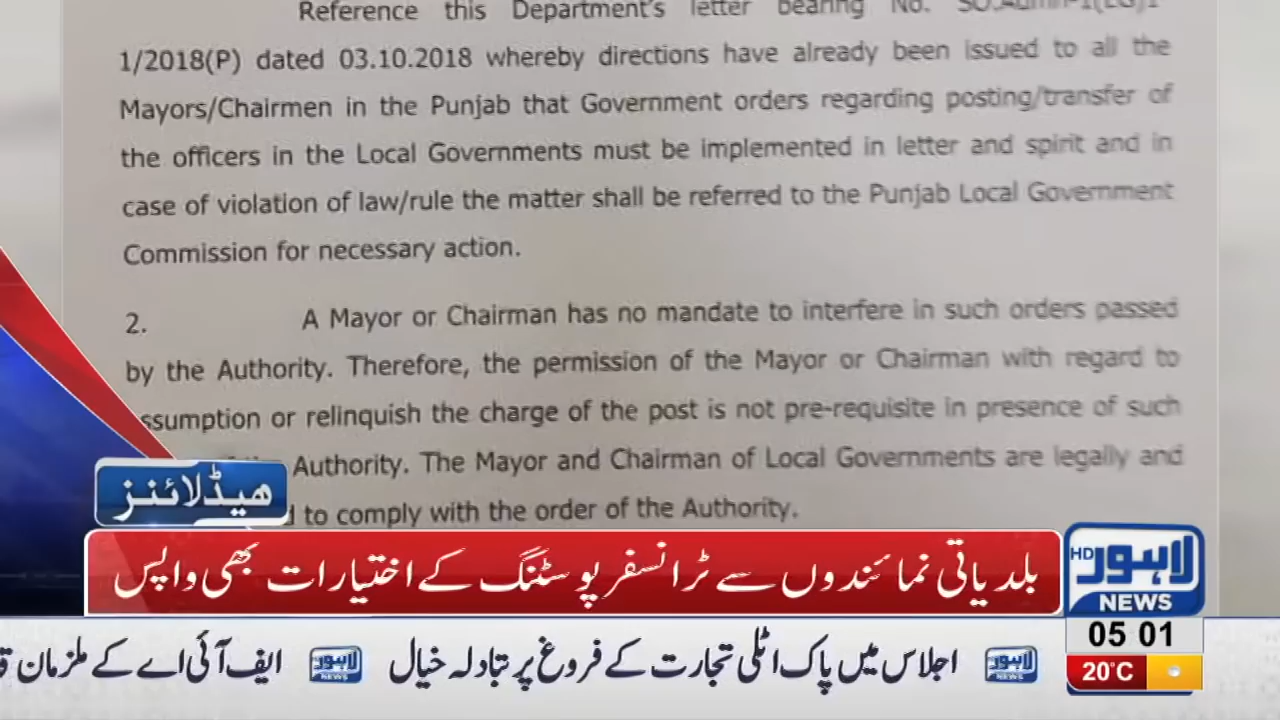 Reference this Department's letter bearing No.
1/2018(P) dated 03.10.2018 whereby directions have already been issued to all the
Mayors/Chairmen in the Punjab that Government orders regarding posting/transfer of
the officers in the Local Governments must be implemented in letter and spirit and in
case of violation of law/rule the matter shall be referred to the Punjab Local Government
Commission for necessary action.
2. A Mayor or Chairman has no mandate to interfere in such orders passed
by the Authority. Therefore, the permission of the Mayor or Chairman with regard to
ssumption or relinquish the charge of the post is not pre-requisite in presence of such
Authority. The Mayor and Chairman of Local Governments are legally and
to comply with the order of the Authority.
ھیڈلائنز
بلدیاتی نمائندوں سے ٹرانسفر پوسٹنگ کے اختیارات بھی واپس
HD لاہور
NEWS
05 01
20°C
اجلاس میں پاک اٹلی تجارت کے فروغ پر تبادلہ خیال لاہور NEWS ایف آئی اے کے ملزمان